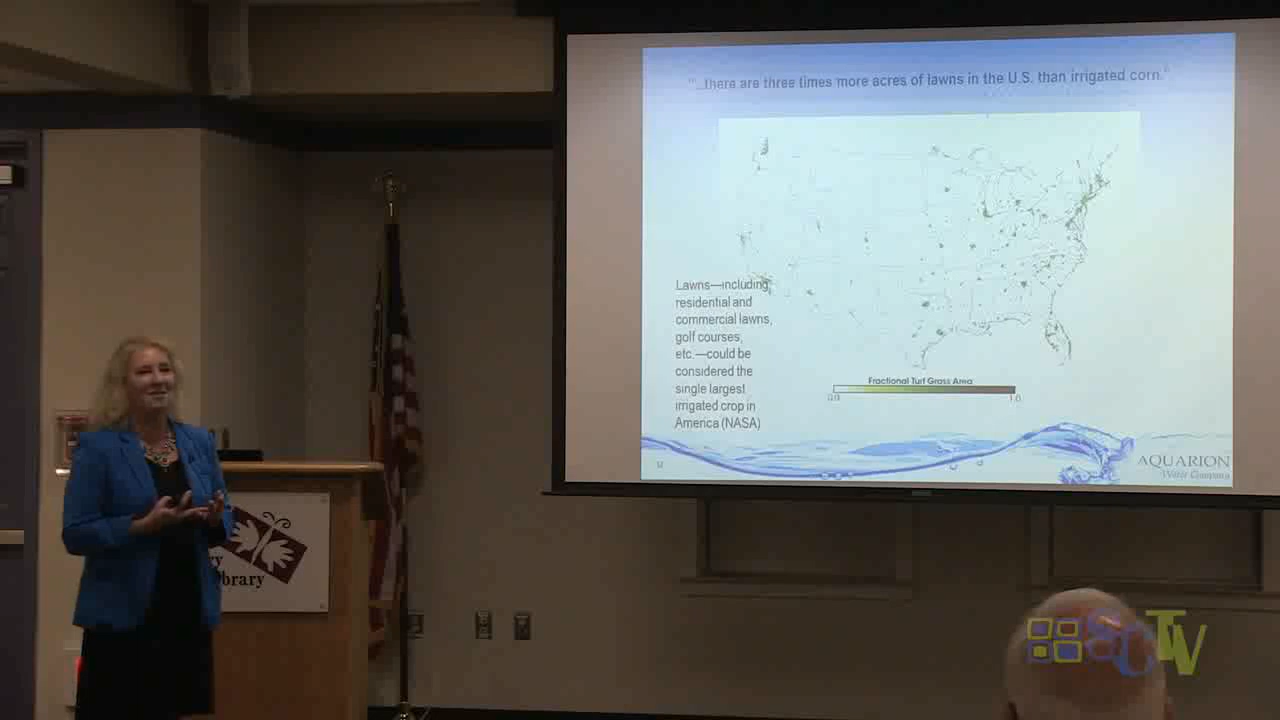 "...there are three times more acres of lawns in the U.S. than irrigated corn."
Lawns—including
residential and
commercial lawns,
golf courses,
etc.—could be
considered the
single largest
irrigated crop in
America (NASA)
Fractional Turf Grass Area
0.0 1.0
AQUARION
Water Company
SCTV